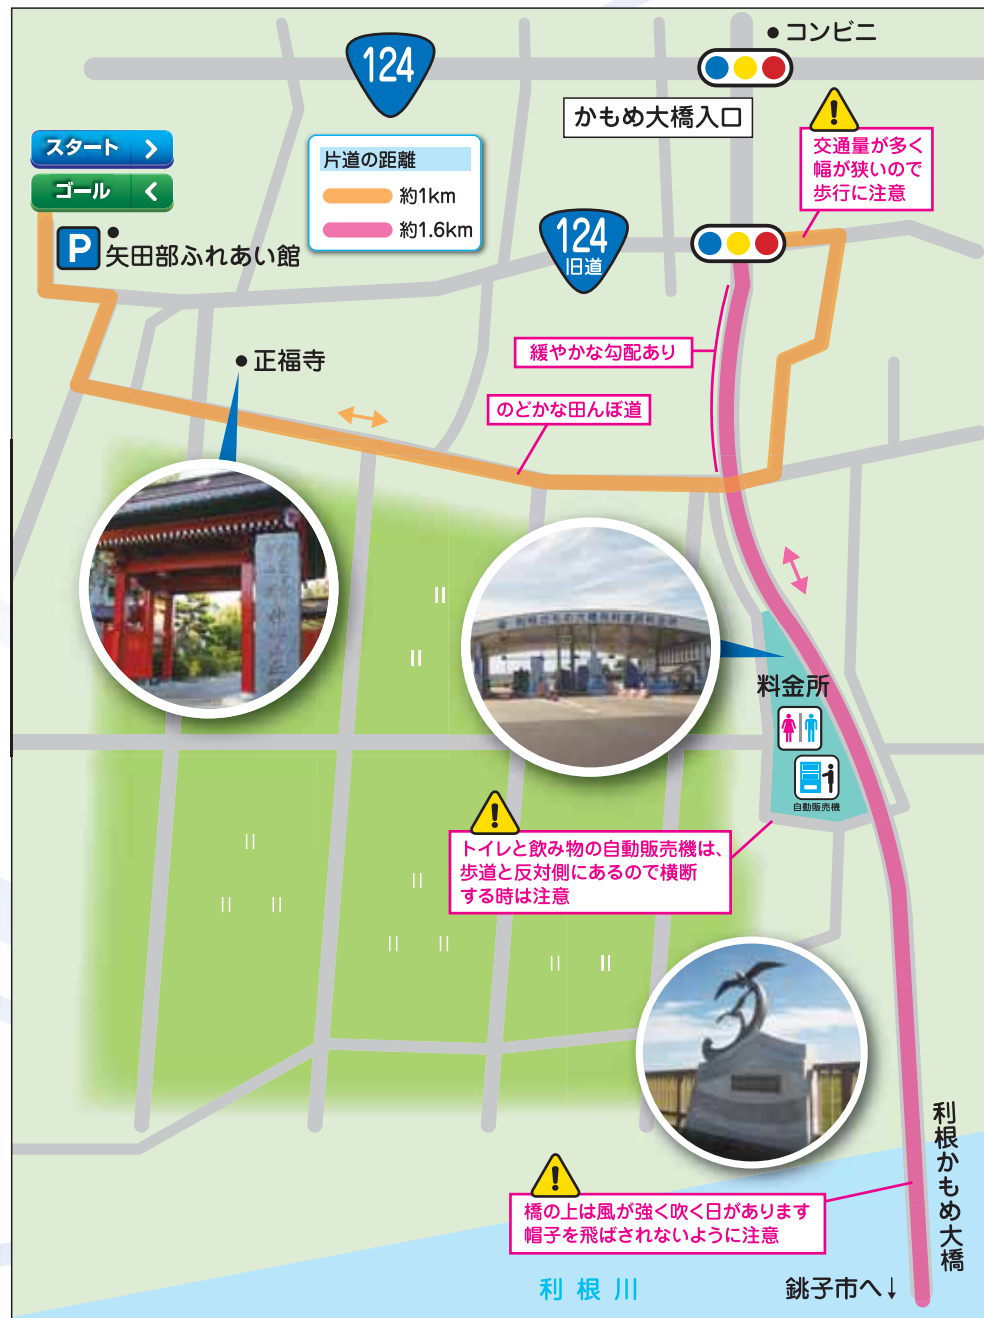 コンビニ
124
かもめ大橋入口
スタート
ゴール
片道の距離
約1km
約1.6km
交通量が多く
幅が狭いので
歩行に注意
P
矢田部ふれあい館
124
旧道
正福寺
緩やかな勾配あり
のどかな田んぼ道
料金所
自動販売機
トイレと飲み物の自動販売機は、
歩道と反対側にあるので横断
する時は注意
利根かもめ大橋
橋の上は風が強く吹く日があります
帽子を飛ばされないように注意
利根川
銚子市へ↓